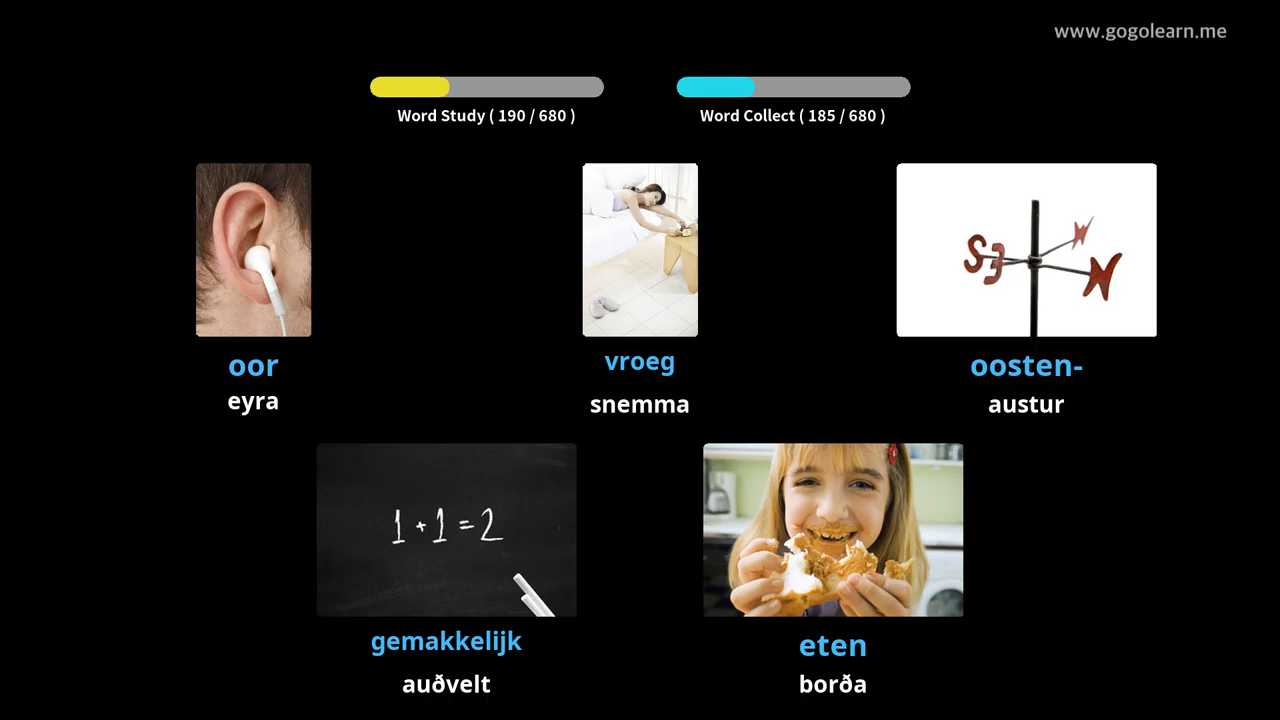 www.gogolearn.me
Word Study ( 190 / 680 )
Word Collect ( 185 / 680 )
S E N
oor
eyra
vroeg
snemma
oosten-
austur
1 + 1 = 2
gemakkelijk
auðvelt
eten
borða